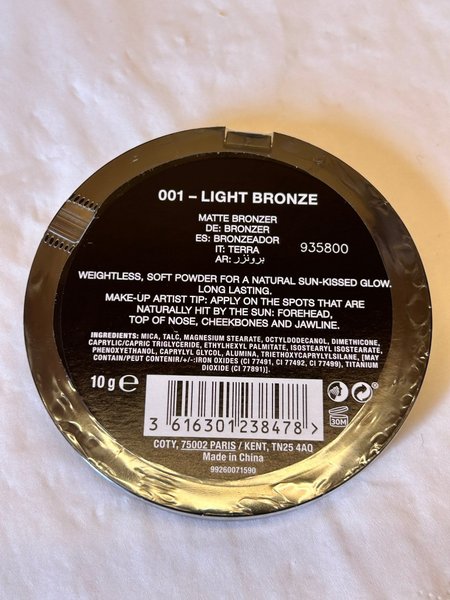 001 – LIGHT BRONZE
MATTE BRONZER
DE: BRONZER
ES: BRONZEADOR
IT: TERRA
AR: برونزر
935800
WEIGHTLESS, SOFT POWDER FOR A NATURAL SUN-KISSED GLOW.
LONG LASTING.
MAKE-UP ARTIST TIP: APPLY ON THE SPOTS THAT ARE
NATURALLY HIT BY THE SUN: FOREHEAD,
TOP OF NOSE, CHEEKBONES AND JAWLINE.
INGREDIENTS: MICA, TALC, MAGNESIUM STEARATE, OCTYLDODECANOL, DIMETHICONE,
CAPRYLIC/CAPRIC TRIGLYCERIDE, ETHYLHEXYL PALMITATE, ISOSTEARYL ISOSTEARATE,
PHENOXYETHANOL, CAPRYLYL GLYCOL, ALUMINA, TRIETHOXYCAPRYLYLSILANE, [MAY
CONTAIN/PEUT CONTENIR/+/-:IRON OXIDES (CI 77491, CI 77492, CI 77499), TITANIUM
DIOXIDE (CI 77891)].
10 g ℮
30M
3 616301 238478 >
COTY, 75002 PARIS / KENT, TN25 4AQ
Made in China
99260071590